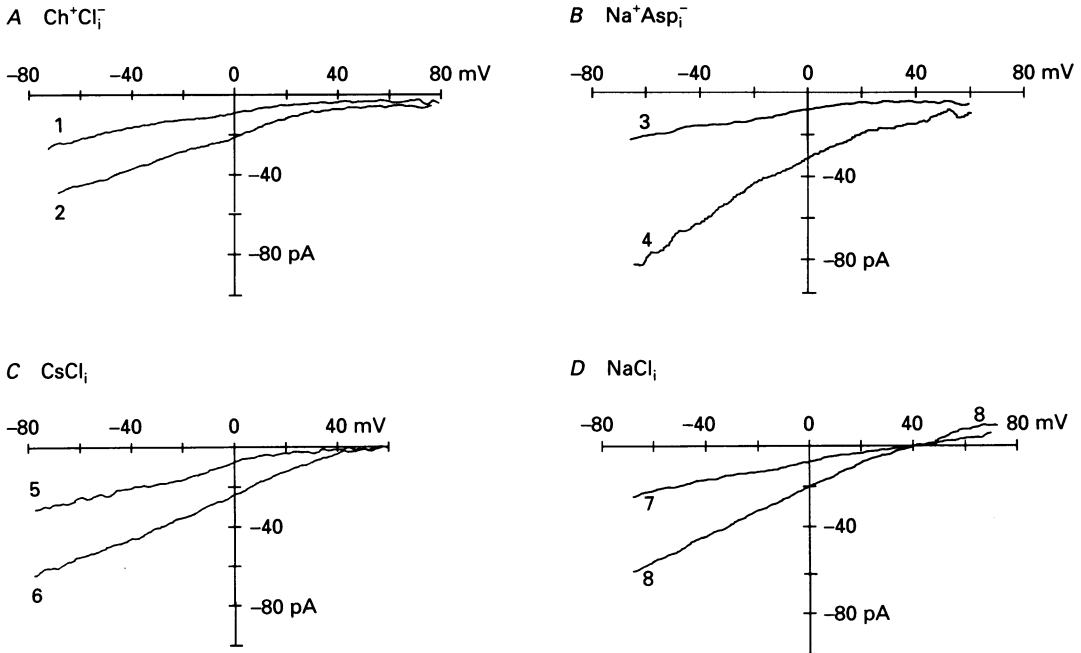 A Ch⁺Clᵢ⁻
B Na⁺Aspᵢ⁻
–80 –40 0 40 80 mV
–80 –40 0 40 80 mV
1
3
–40
–40
2
4
–80 pA
–80 pA
C CsClᵢ
D NaClᵢ
–80 –40 0 40 mV
–80 –40 0 40 8 80 mV
5
7
–40
–40
6
8
–80 pA
–80 pA